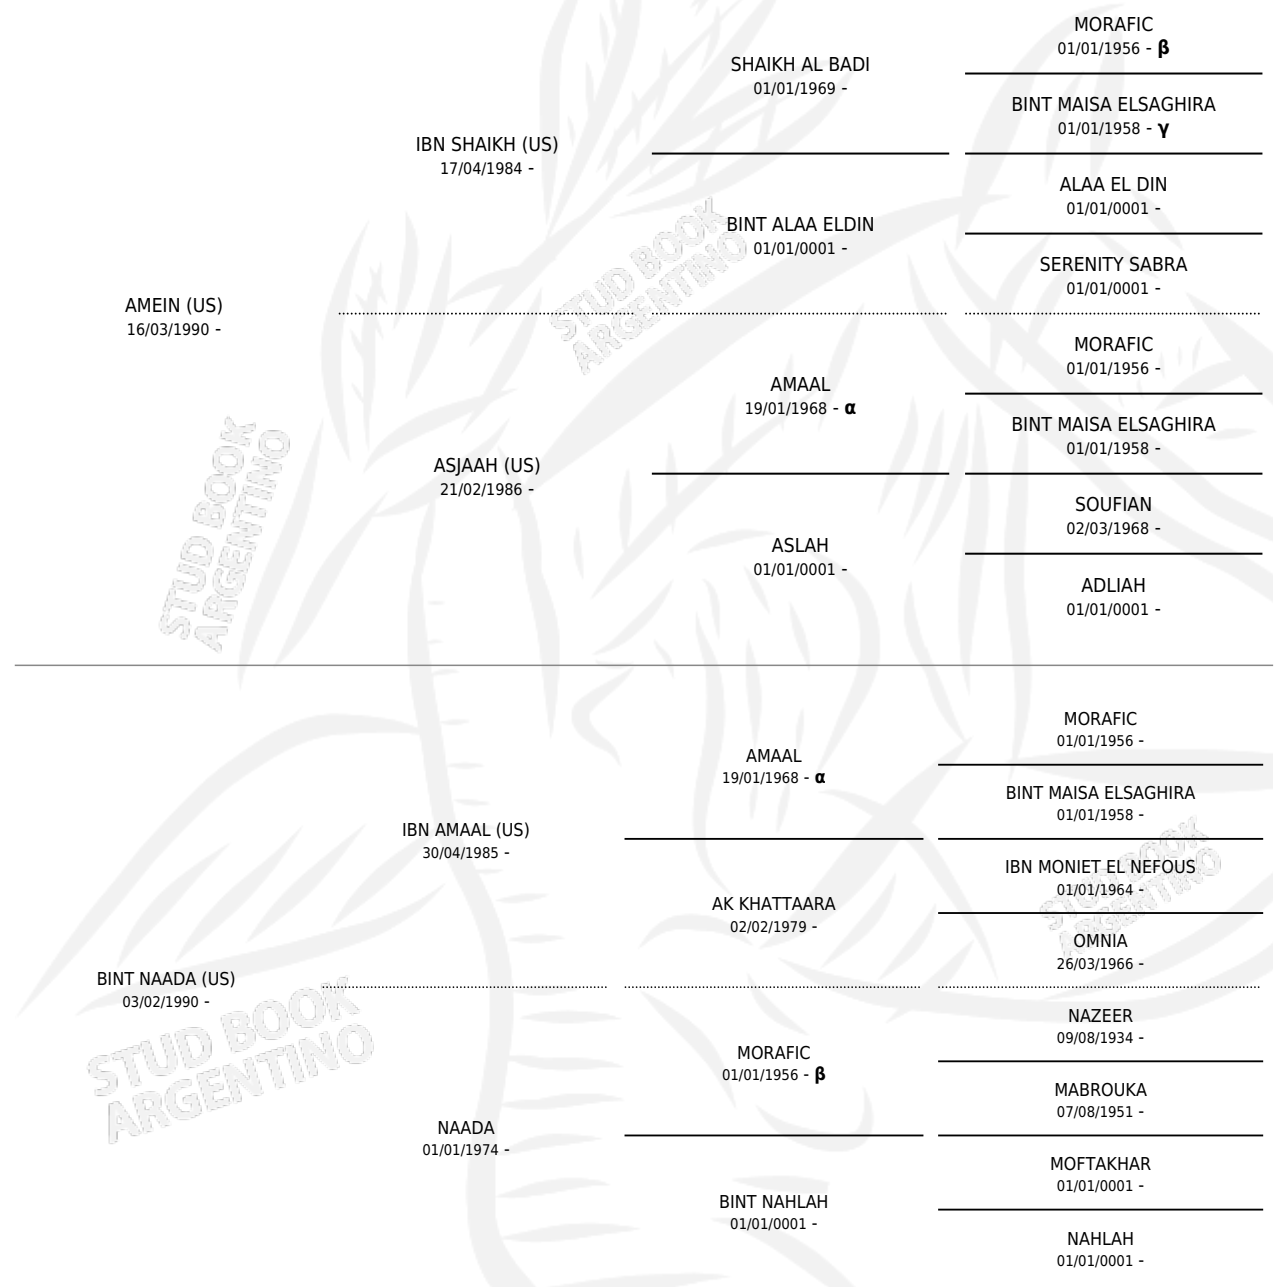 MORAFIC
01/01/1956 - β
SHAIKH AL BADI
01/01/1969 -
BINT MAISA ELSAGHIRA
01/01/1958 - γ
IBN SHAIKH (US)
17/04/1984 -
ALAA EL DIN
01/01/0001 -
BINT ALAA ELDIN
01/01/0001 -
SERENITY SABRA
01/01/0001 -
AMEIN (US)
16/03/1990 -
MORAFIC
01/01/1956 -
AMAAL
19/01/1968 - α
BINT MAISA ELSAGHIRA
01/01/1958 -
ASJAAH (US)
21/02/1986 -
SOUFIAN
02/03/1968 -
ASLAH
01/01/0001 -
ADLIAH
01/01/0001 -
STUD BOOK
ARGENTINO
STUD BOOK
ARGENTINO
MORAFIC
01/01/1956 -
AMAAL
19/01/1968 - α
BINT MAISA ELSAGHIRA
01/01/1958 -
IBN AMAAL (US)
30/04/1985 -
IBN MONIET EL NEFOUS
01/01/1964 -
AK KHATTAARA
02/02/1979 -
OMNIA
26/03/1966 -
BINT NAADA (US)
03/02/1990 -
NAZEER
09/08/1934 -
MORAFIC
01/01/1956 - β
MABROUKA
07/08/1951 -
NAADA
01/01/1974 -
MOFTAKHAR
01/01/0001 -
BINT NAHLAH
01/01/0001 -
NAHLAH
01/01/0001 -
STUD BOOK
ARGENTINO
STUD BOOK
ARGENTINO